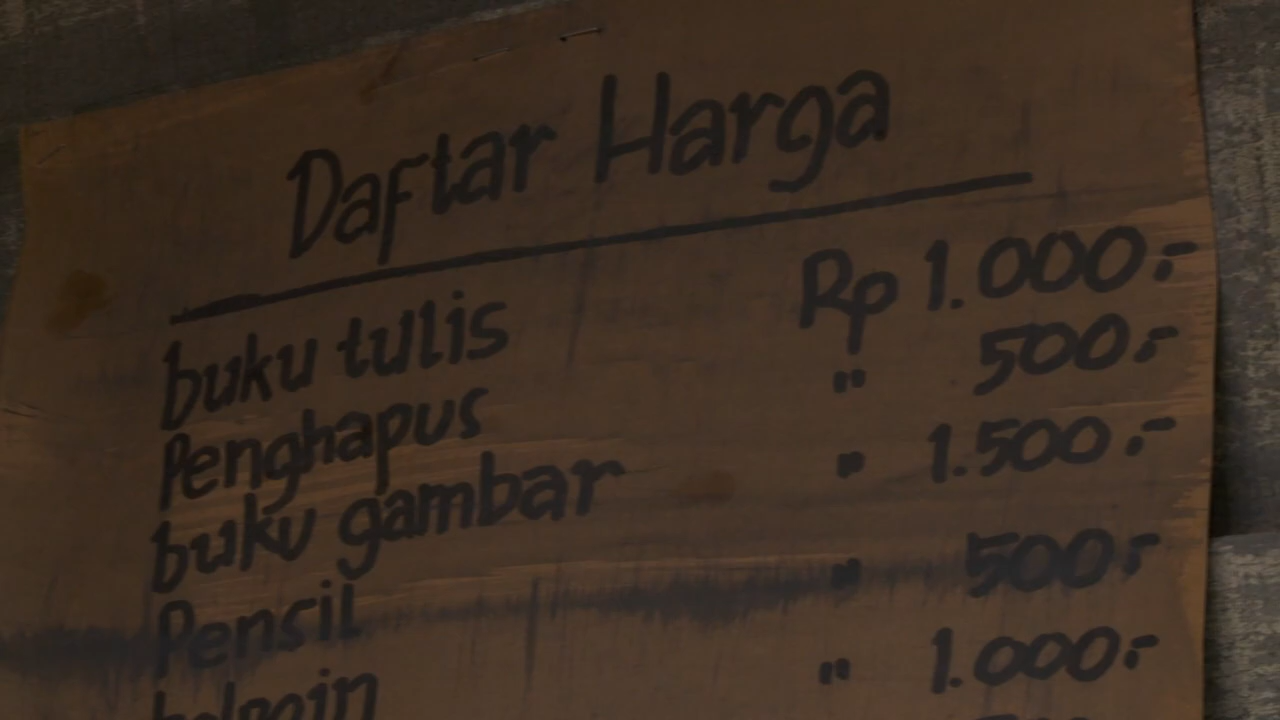 Daftar Harga
buku tulis Rp 1.000,-
Penghapus " 500,-
buku gambar " 1.500,-
Pensil " 500,-
" 1.000,-